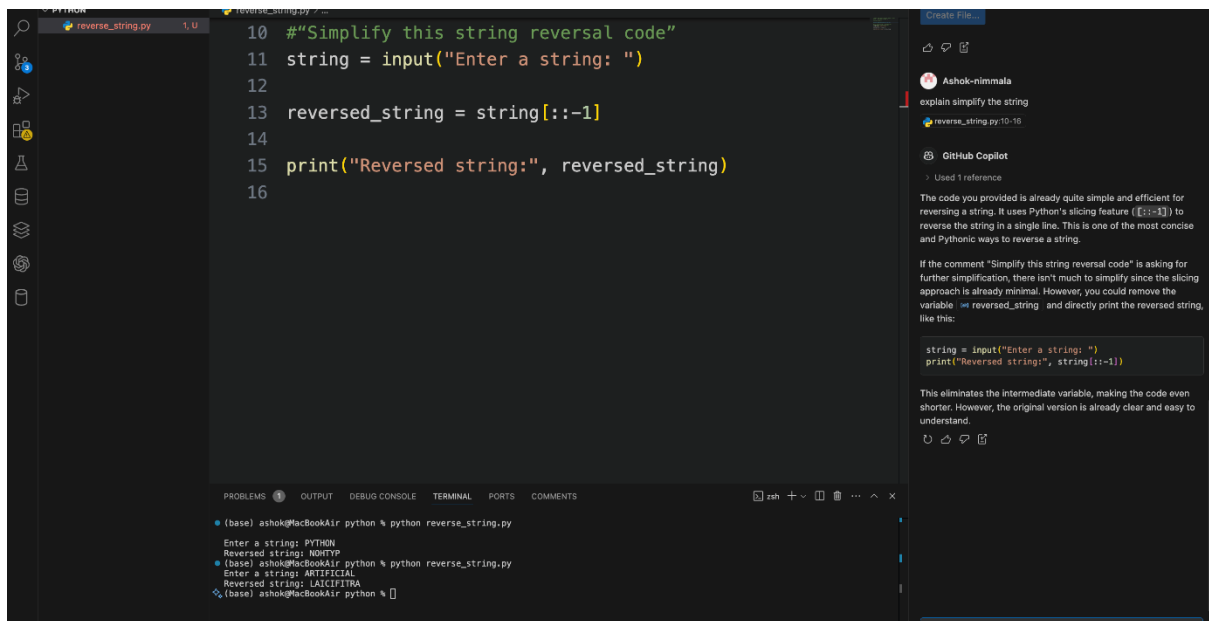 PYTHON
reverse_string.py 1, U
3
reverse_string.py > ...
10 #“Simplify this string reversal code”
11 string = input("Enter a string: ")
12
13 reversed_string = string[::-1]
14
15 print("Reversed string:", reversed_string)
16
PROBLEMS 1 OUTPUT DEBUG CONSOLE TERMINAL PORTS COMMENTS
zsh
(base) ashok@MacBookAir python % python reverse_string.py
Enter a string: PYTHON
Reversed string: NOHTYP
(base) ashok@MacBookAir python % python reverse_string.py
Enter a string: ARTIFICIAL
Reversed string: LAICIFITRA
(base) ashok@MacBookAir python %
Create File...
Ashok-nimmala
explain simplify the string
reverse_string.py:10-16
GitHub Copilot
> Used 1 reference
The code you provided is already quite simple and efficient for
reversing a string. It uses Python's slicing feature ([::-1]) to
reverse the string in a single line. This is one of the most concise
and Pythonic ways to reverse a string.
If the comment "Simplify this string reversal code" is asking for
further simplification, there isn't much to simplify since the slicing
approach is already minimal. However, you could remove the
variable reversed_string and directly print the reversed string,
like this:
string = input("Enter a string: ")
print("Reversed string:", string[::-1])
This eliminates the intermediate variable, making the code even
shorter. However, the original version is already clear and easy to
understand.